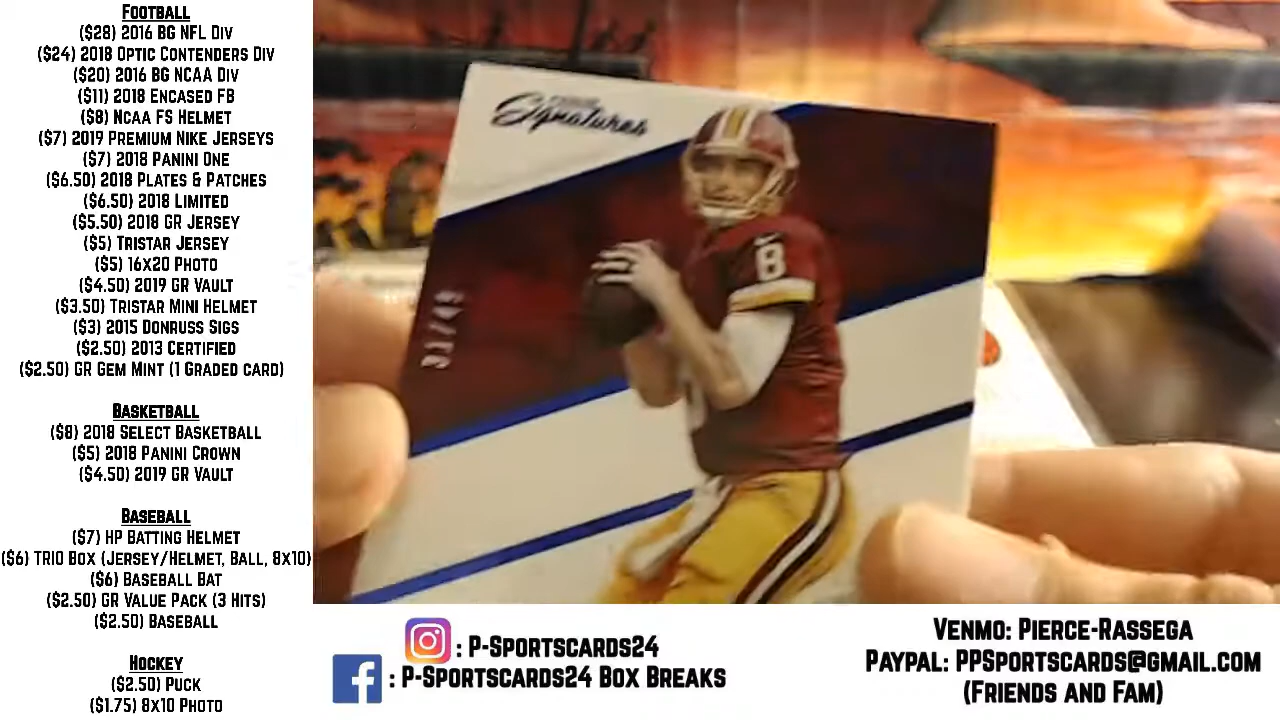 FOOTBALL
($28) 2016 BG NFL DIV
($24) 2018 OPTIC CONTENDERS DIV
($20) 2016 BG NCAA DIV
($11) 2018 ENCASED FB
($8) NCAA FS HELMET
($7) 2019 PREMIUM NIKE JERSEYS
($7) 2018 PANINI ONE
($6.50) 2018 PLATES & PATCHES
($6.50) 2018 LIMITED
($5.50) 2018 GR JERSEY
($5) TRISTAR JERSEY
($5) 16X20 PHOTO
($4.50) 2019 GR VAULT
($3.50) TRISTAR MINI HELMET
($3) 2015 DONRUSS SIGS
($2.50) 2013 CERTIFIED
($2.50) GR GEM MINT (1 GRADED CARD)
BASKETBALL
($8) 2018 SELECT BASKETBALL
($5) 2018 PANINI CROWN
($4.50) 2019 GR VAULT
BASEBALL
($7) HP BATTING HELMET
($6) TRIO BOX (JERSEY/HELMET, BALL, 8X10)
($6) BASEBALL BAT
($2.50) GR VALUE PACK (3 HITS)
($2.50) BASEBALL
HOCKEY
($2.50) PUCK
($1.75) 8X10 PHOTO
Signatures
8
: P-SPORTSCARDS24
: P-SPORTSCARDS24 BOX BREAKS
VENMO: PIERCE-RASSEGA
PAYPAL: PPSPORTSCARDS@GMAIL.COM
(FRIENDS AND FAM)